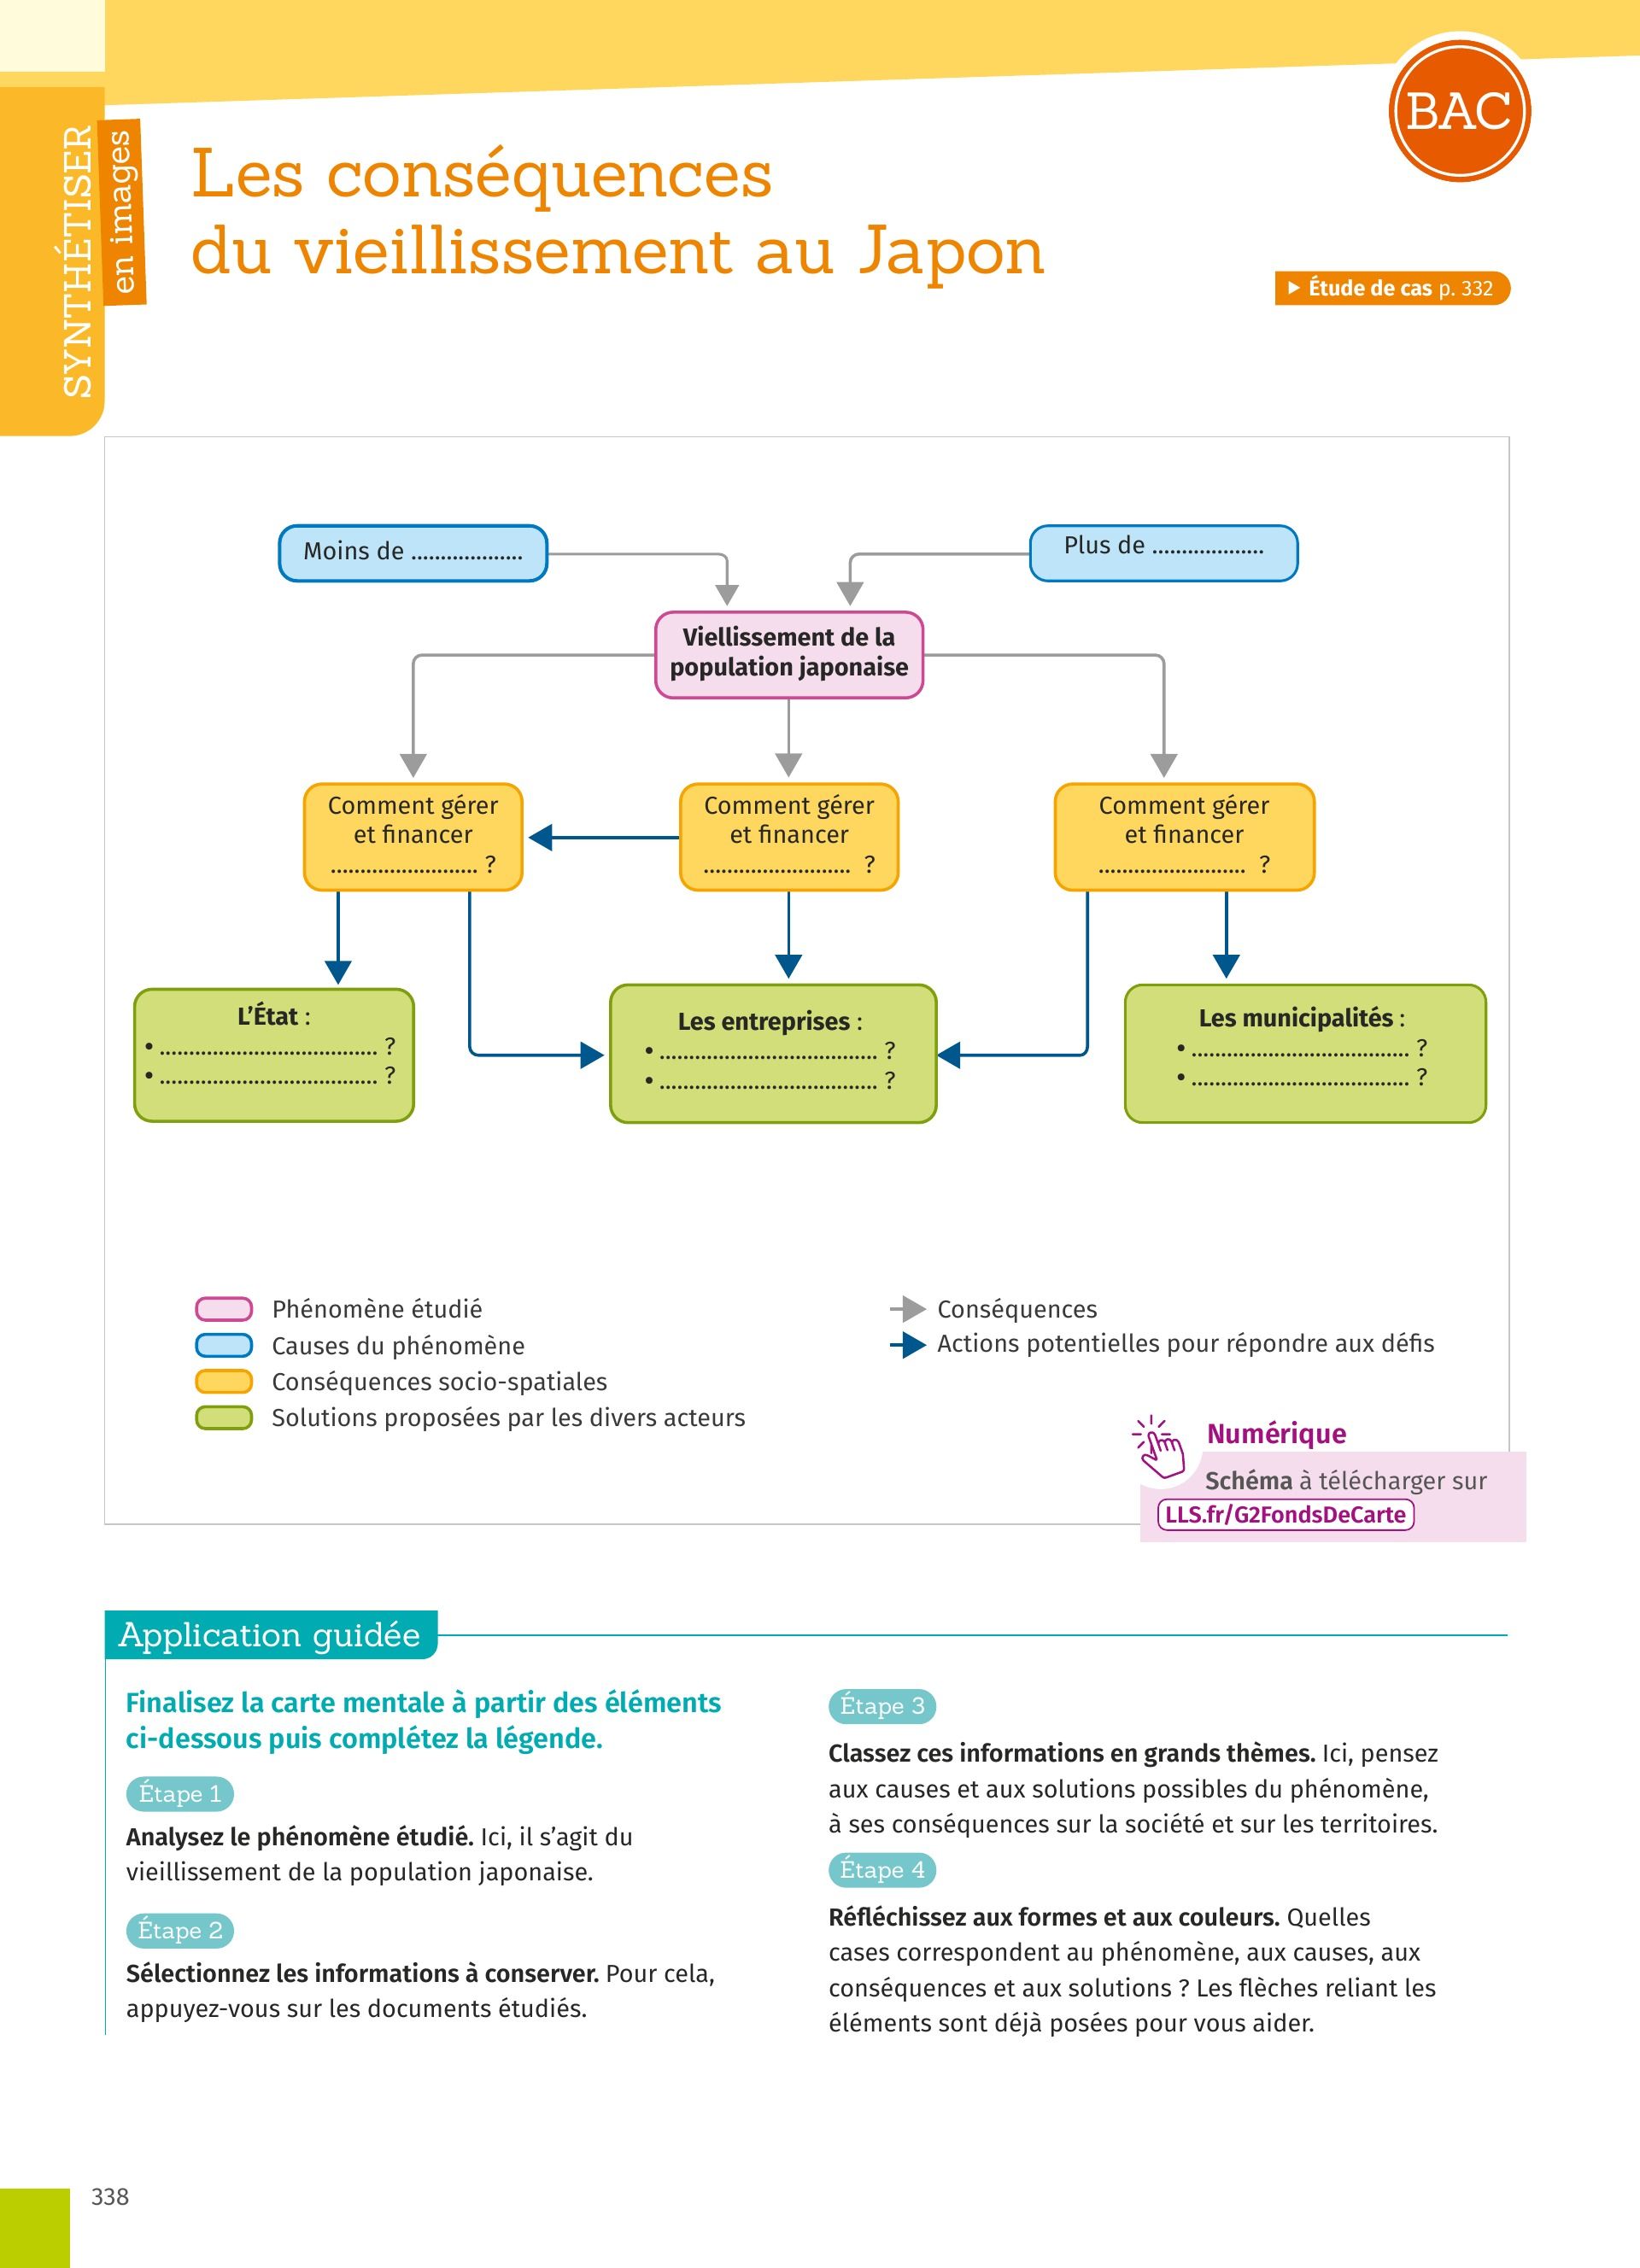 SYNTHÉTISER
en images
BAC
Les conséquences
du vieillissement au Japon
Étude de cas p. 332
Moins de ...................
Plus de ...................
Viellissement de la
population japonaise
Comment gérer
et financer
......................... ?
Comment gérer
et financer
......................... ?
Comment gérer
et financer
......................... ?
L'État :
• ..................................... ?
• ..................................... ?
Les entreprises :
• ..................................... ?
• ..................................... ?
Les municipalités :
• ..................................... ?
• ..................................... ?
Phénomène étudié
Causes du phénomène
Conséquences socio-spatiales
Solutions proposées par les divers acteurs
Conséquences
Actions potentielles pour répondre aux défis
Numérique
Schéma à télécharger sur
LLS.fr/G2FondsDeCarte
Application guidée
Finalisez la carte mentale à partir des éléments
ci-dessous puis complétez la légende.
Étape 1
Analysez le phénomène étudié. Ici, il s'agit du
vieillissement de la population japonaise.
Étape 2
Sélectionnez les informations à conserver. Pour cela,
appuyez-vous sur les documents étudiés.
Étape 3
Classez ces informations en grands thèmes. Ici, pensez
aux causes et aux solutions possibles du phénomène,
à ses conséquences sur la société et sur les territoires.
Étape 4
Réfléchissez aux formes et aux couleurs. Quelles
cases correspondent au phénomène, aux causes, aux
conséquences et aux solutions ? Les flèches reliant les
éléments sont déjà posées pour vous aider.
338